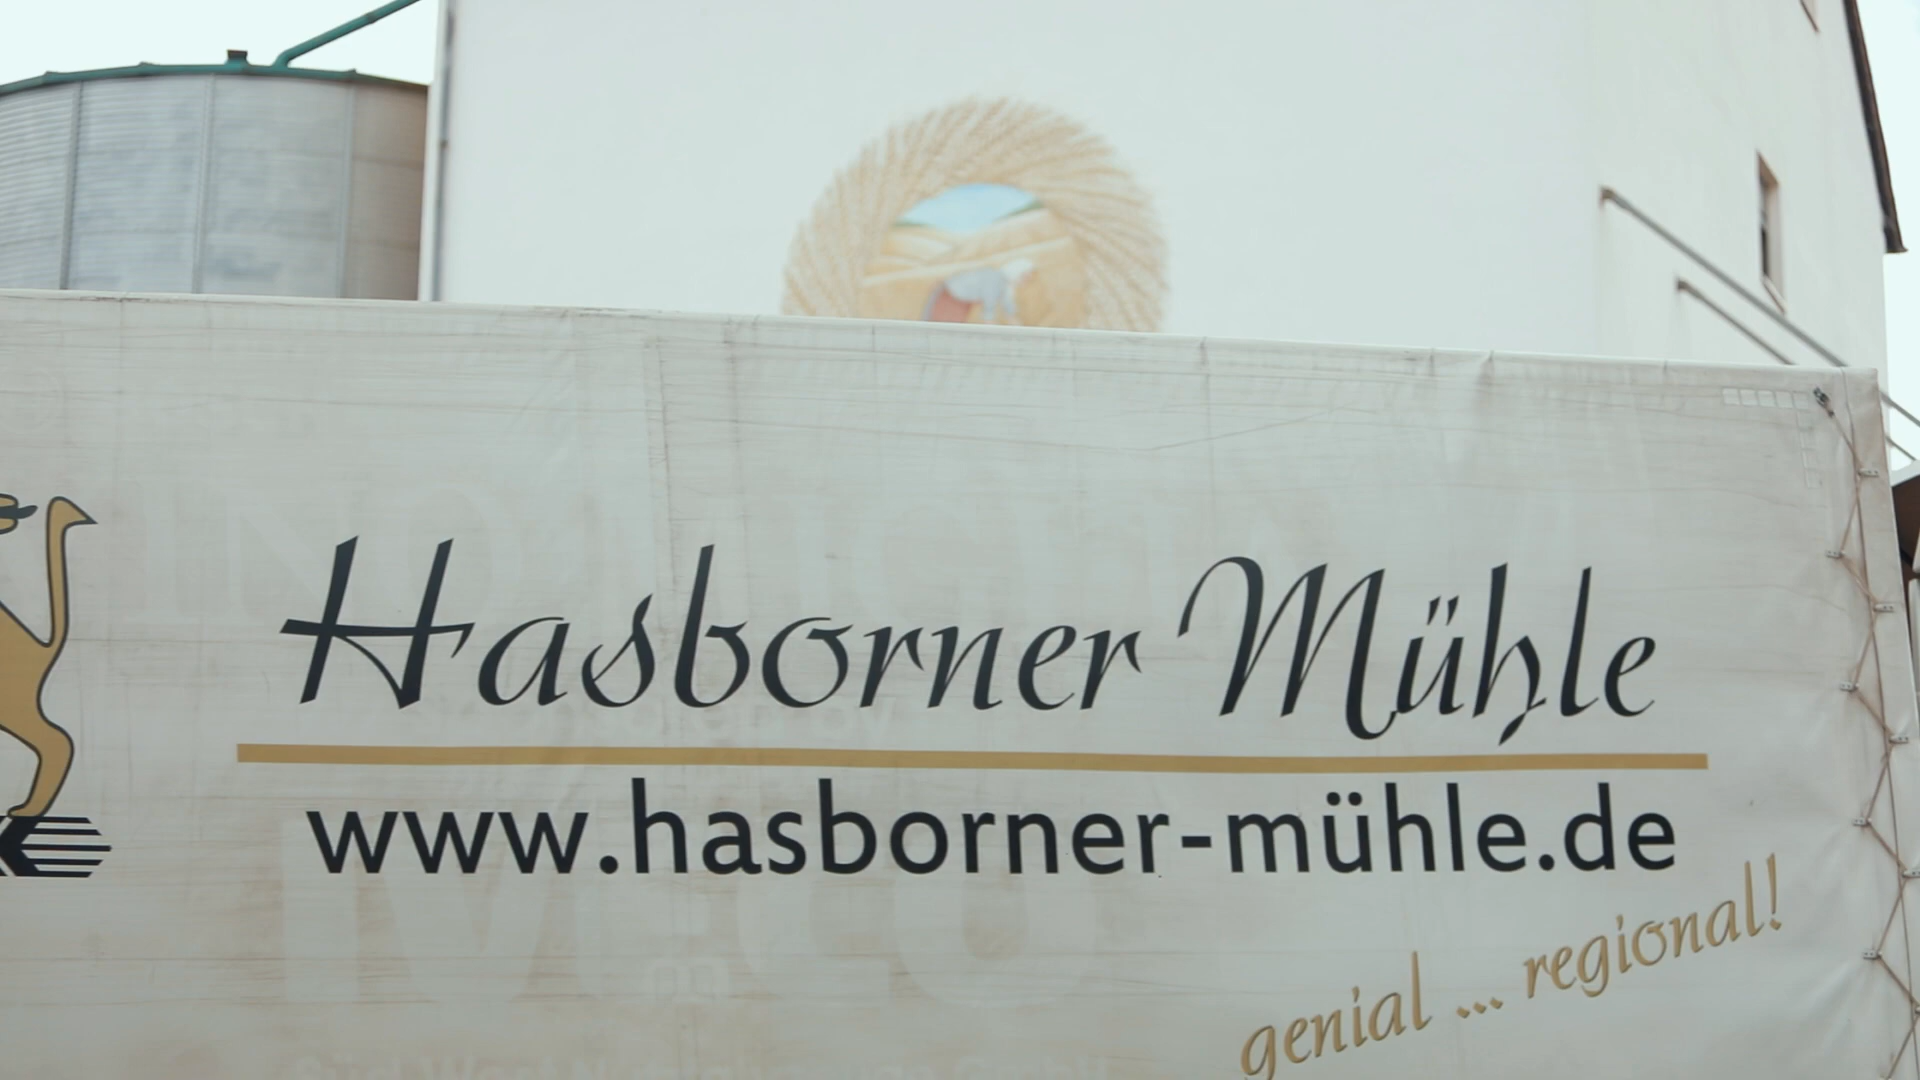 Hasborner Mühle
www.hasborner-mühle.de
genial ... regional!